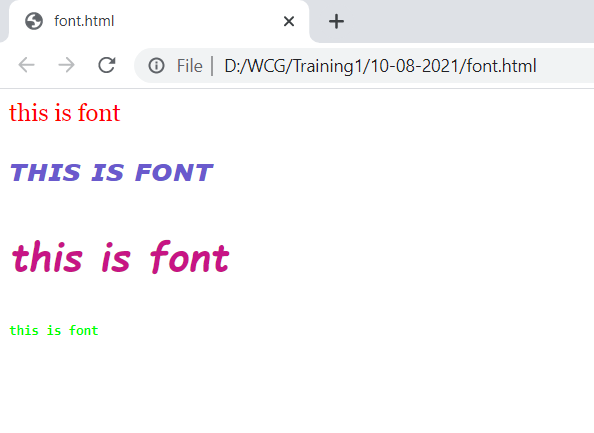 font.html
File | D:/WCG/Training1/10-08-2021/font.html
this is font
THIS IS FONT
this is font
this is font